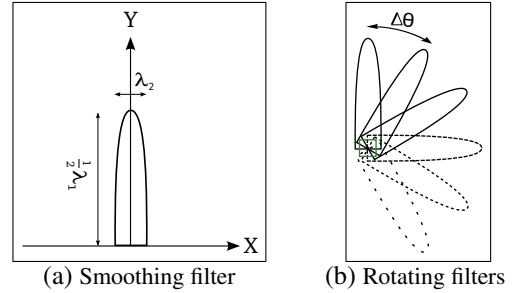 Y
Δθ
λ₂
½λ₁
X
(a) Smoothing filter
(b) Rotating filters